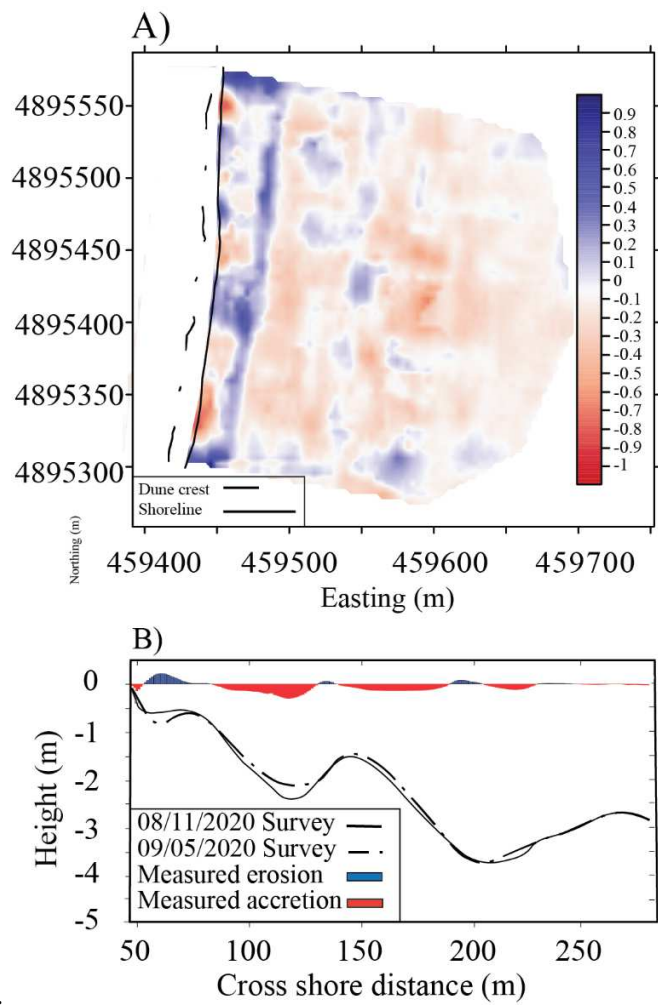 A)
4895550
4895500
4895450
4895400
4895350
4895300
0.9
0.8
0.7
0.6
0.5
0.4
0.3
0.2
0.1
0
-0.1
-0.2
-0.3
-0.4
-0.5
-0.6
-0.7
-0.8
-0.9
-1
Dune crest
Shoreline
Northing (m)
459400 459500 459600 459700
Easting (m)
B)
0
-1
-2
-3
-4
-5
Height (m)
08/11/2020 Survey
09/05/2020 Survey
Measured erosion
Measured accretion
50 100 150 200 250
Cross shore distance (m)